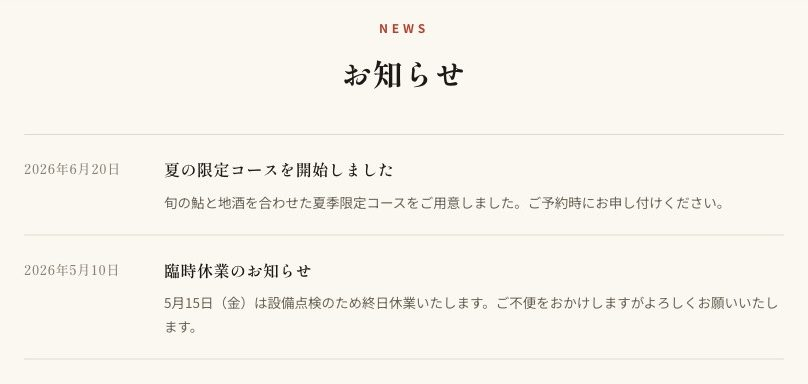 NEWS
お知らせ
2026年6月20日
夏の限定コースを開始しました
旬の鮎と地酒を合わせた夏季限定コースをご用意しました。ご予約時にお申し付けください。
2026年5月10日
臨時休業のお知らせ
5月15日（金）は設備点検のため終日休業いたします。ご不便をおかけしますがよろしくお願いいたし
ます。